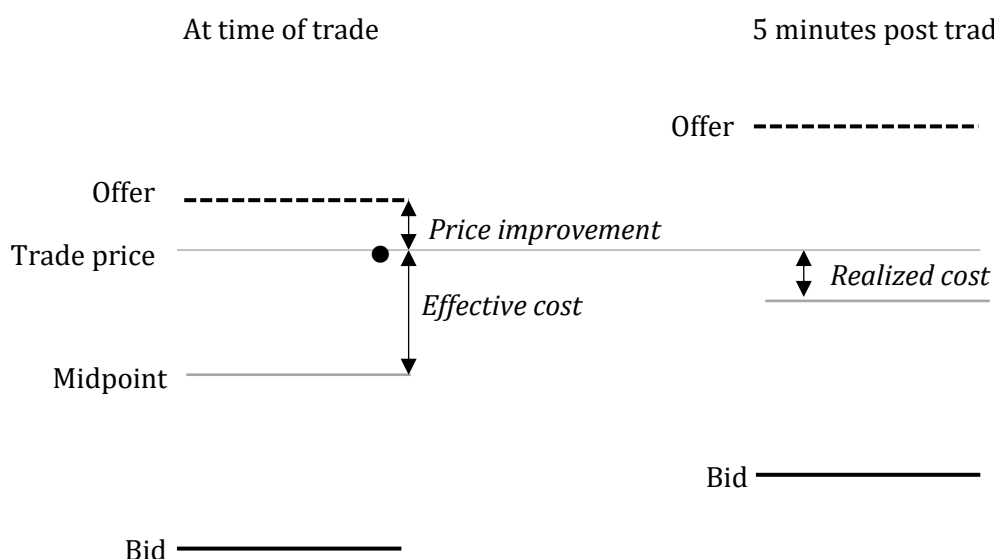 At time of trade
5 minutes post trad
Offer
Offer
Price improvement
Trade price
Realized cost
Effective cost
Midpoint
Bid
Bid